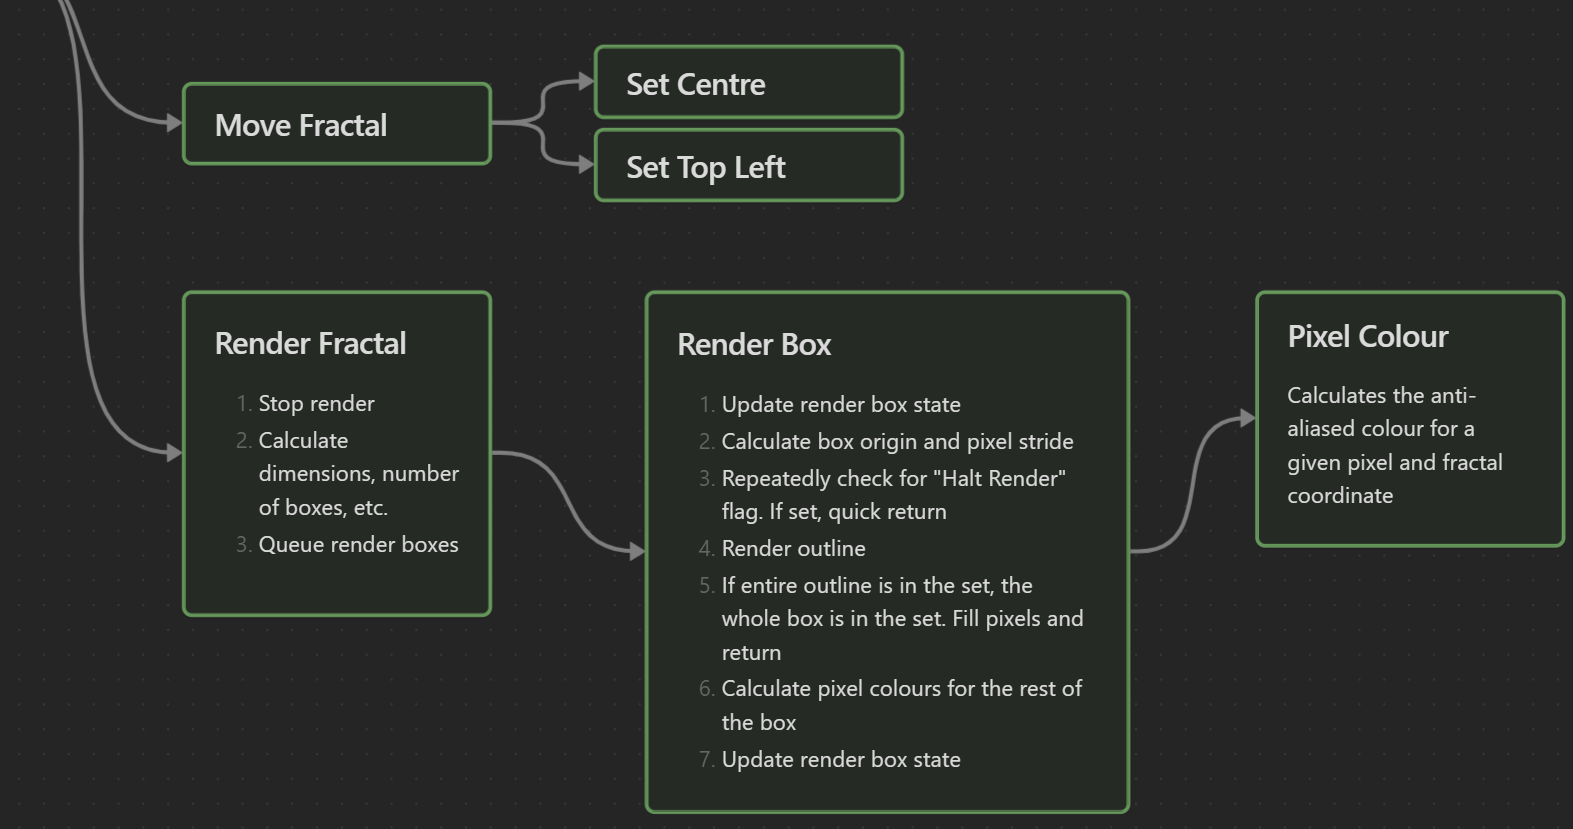 Move Fractal
Set Centre
Set Top Left
Render Fractal
1. Stop render
2. Calculate
dimensions, number
of boxes, etc.
3. Queue render boxes
Render Box
1. Update render box state
2. Calculate box origin and pixel stride
3. Repeatedly check for "Halt Render"
flag. If set, quick return
4. Render outline
5. If entire outline is in the set, the
whole box is in the set. Fill pixels and
return
6. Calculate pixel colours for the rest of
the box
7. Update render box state
Pixel Colour
Calculates the anti-
aliased colour for a
given pixel and fractal
coordinate